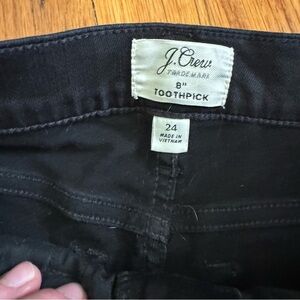 J.Crew
TRADEMARK
8"
TOOTHPICK
24
MADE IN
VIETNAM